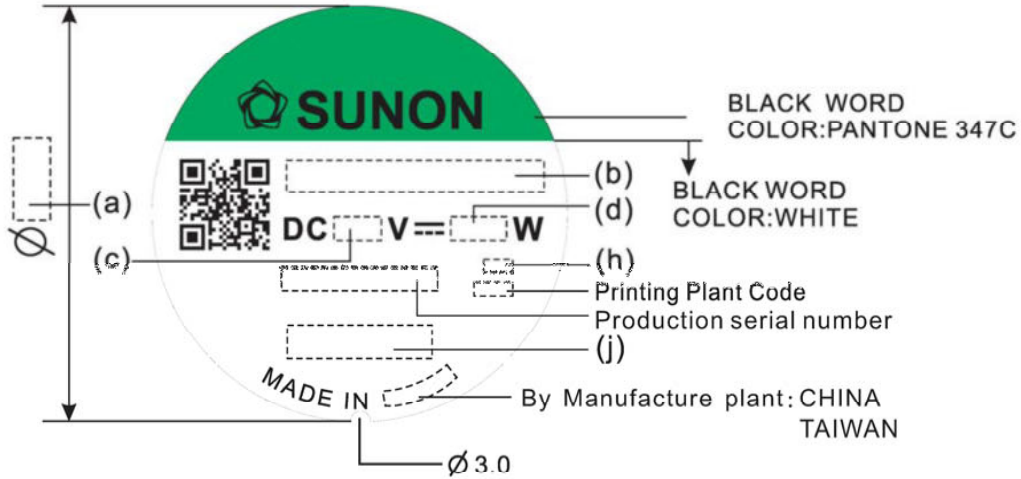 SUNON
BLACK WORD
COLOR:PANTONE 347C
BLACK WORD
COLOR:WHITE
(a)
Ø
(b)
(d)
DC V⎓ W
(c)
(h)
Printing Plant Code
Production serial number
(j)
MADE IN
By Manufacture plant: CHINA
TAIWAN
Ø3.0